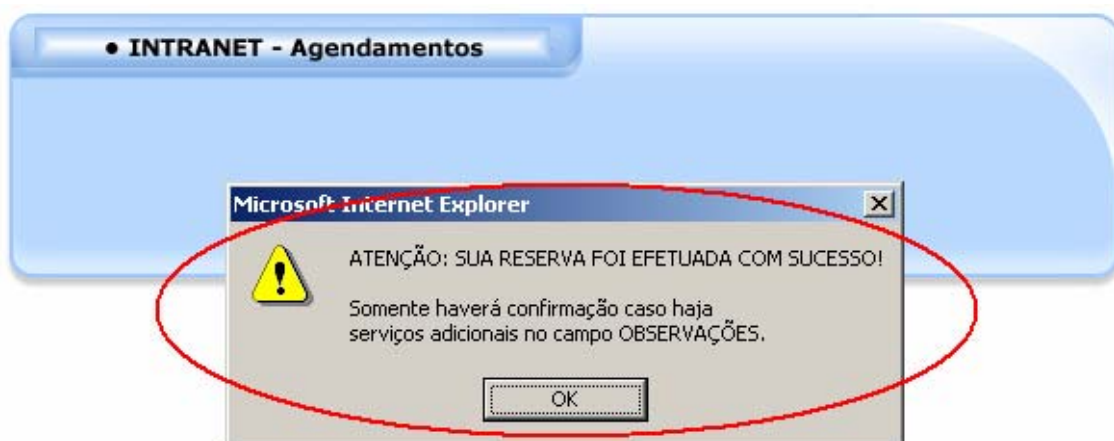 • INTRANET - Agendamentos
Microsoft Internet Explorer
ATENÇÃO: SUA RESERVA FOI EFETUADA COM SUCESSO!
Somente haverá confirmação caso haja
serviços adicionais no campo OBSERVAÇÕES.
OK